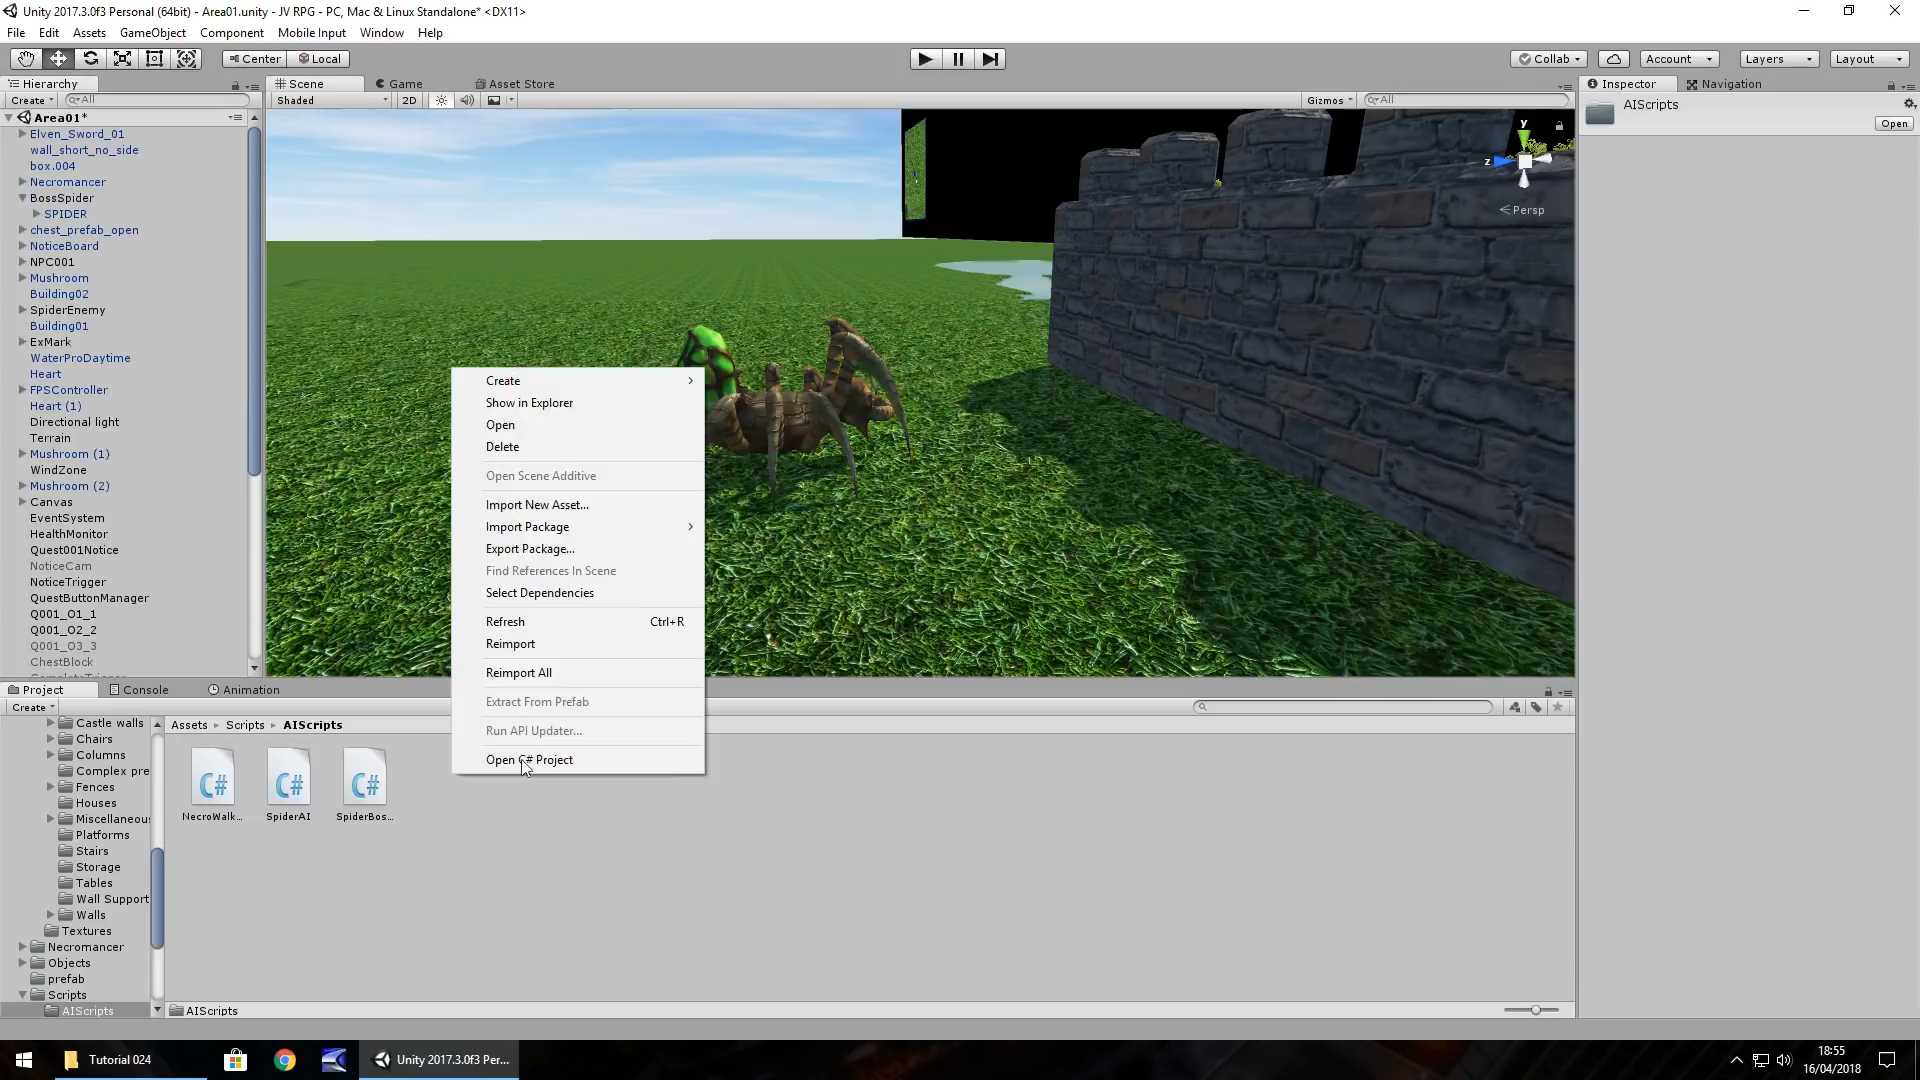 Unity 2017.3.0f3 Personal (64bit) - Area01.unity - JV RPG - PC, Mac & Linux Standalone* <DX11>
File Edit Assets GameObject Component Mobile Input Window Help
Center Local Collab Account Layers Layout
Hierarchy Scene Game Asset Store Inspector Navigation
Create All Shaded 2D Gizmos All
AIScripts
Open
Area01*
Elven_Sword_01
wall_short_no_side
box.004
Necromancer
BossSpider
SPIDER
chest_prefab_open
NoticeBoard
NPC001
Mushroom
Building02
SpiderEnemy
Building01
ExMark
WaterProDaytime
Heart
FPSController
Heart (1)
Directional light
Terrain
Mushroom (1)
WindZone
Mushroom (2)
Canvas
EventSystem
HealthMonitor
Quest001Notice
NoticeCam
NoticeTrigger
QuestButtonManager
Q001_O1_1
Q001_O2_2
Q001_O3_3
ChestBlock
y
z
Persp
Create
Show in Explorer
Open
Delete
Open Scene Additive
Import New Asset...
Import Package
Export Package...
Find References In Scene
Select Dependencies
Refresh Ctrl+R
Reimport
Reimport All
Extract From Prefab
Run API Updater...
Open C# Project
Project Console Animation
Create
Castle walls
Chairs
Columns
Complex pre
Fences
Houses
Miscellaneous
Platforms
Stairs
Storage
Tables
Wall Support
Walls
Textures
Necromancer
Objects
prefab
Scripts
AIScripts
Assets Scripts AIScripts
C# C# C#
NecroWalk... SpiderAI SpiderBos...
AIScripts
Tutorial 024
Unity 2017.3.0f3 Per...
18:55
16/04/2018